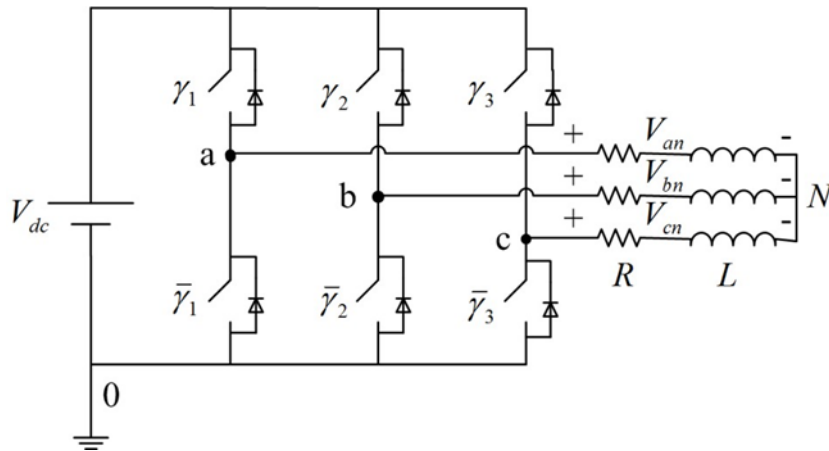 γ₁ γ₂ γ₃
a + V_an -
V_dc b + V_bn - N
c + V_cn -
γ̄₁ γ̄₂ γ̄₃ R L
0